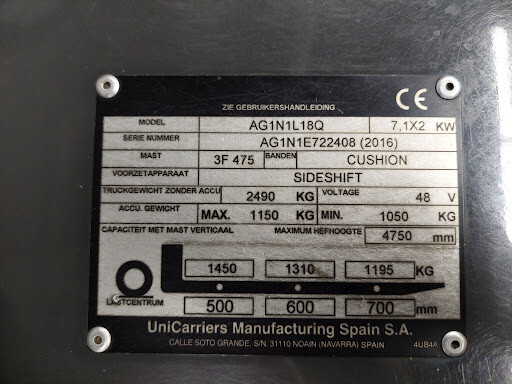 ZIE GEBRUIKERSHANDLEIDING CE
MODEL AG1N1L18Q 7,1X2 KW
SERIE NUMMER AG1N1E722408 (2016)
MAST 3F 475 BANDEN CUSHION
VOORZETAPPARAAT SIDESHIFT
TRUCKGEWICHT ZONDER ACCU 2490 KG VOLTAGE 48 V
ACCU. GEWICHT MAX. 1150 KG MIN. 1050 KG
CAPACITEIT MET MAST VERTICAAL MAXIMUM HEFHOOGTE 4750 mm
1450 1310 1195 KG
LASTCENTRUM 500 600 700 mm
UniCarriers Manufacturing Spain S.A.
CALLE SOTO GRANDE, S/N. 31110 NOAIN (NAVARRA) SPAIN 4UB4A